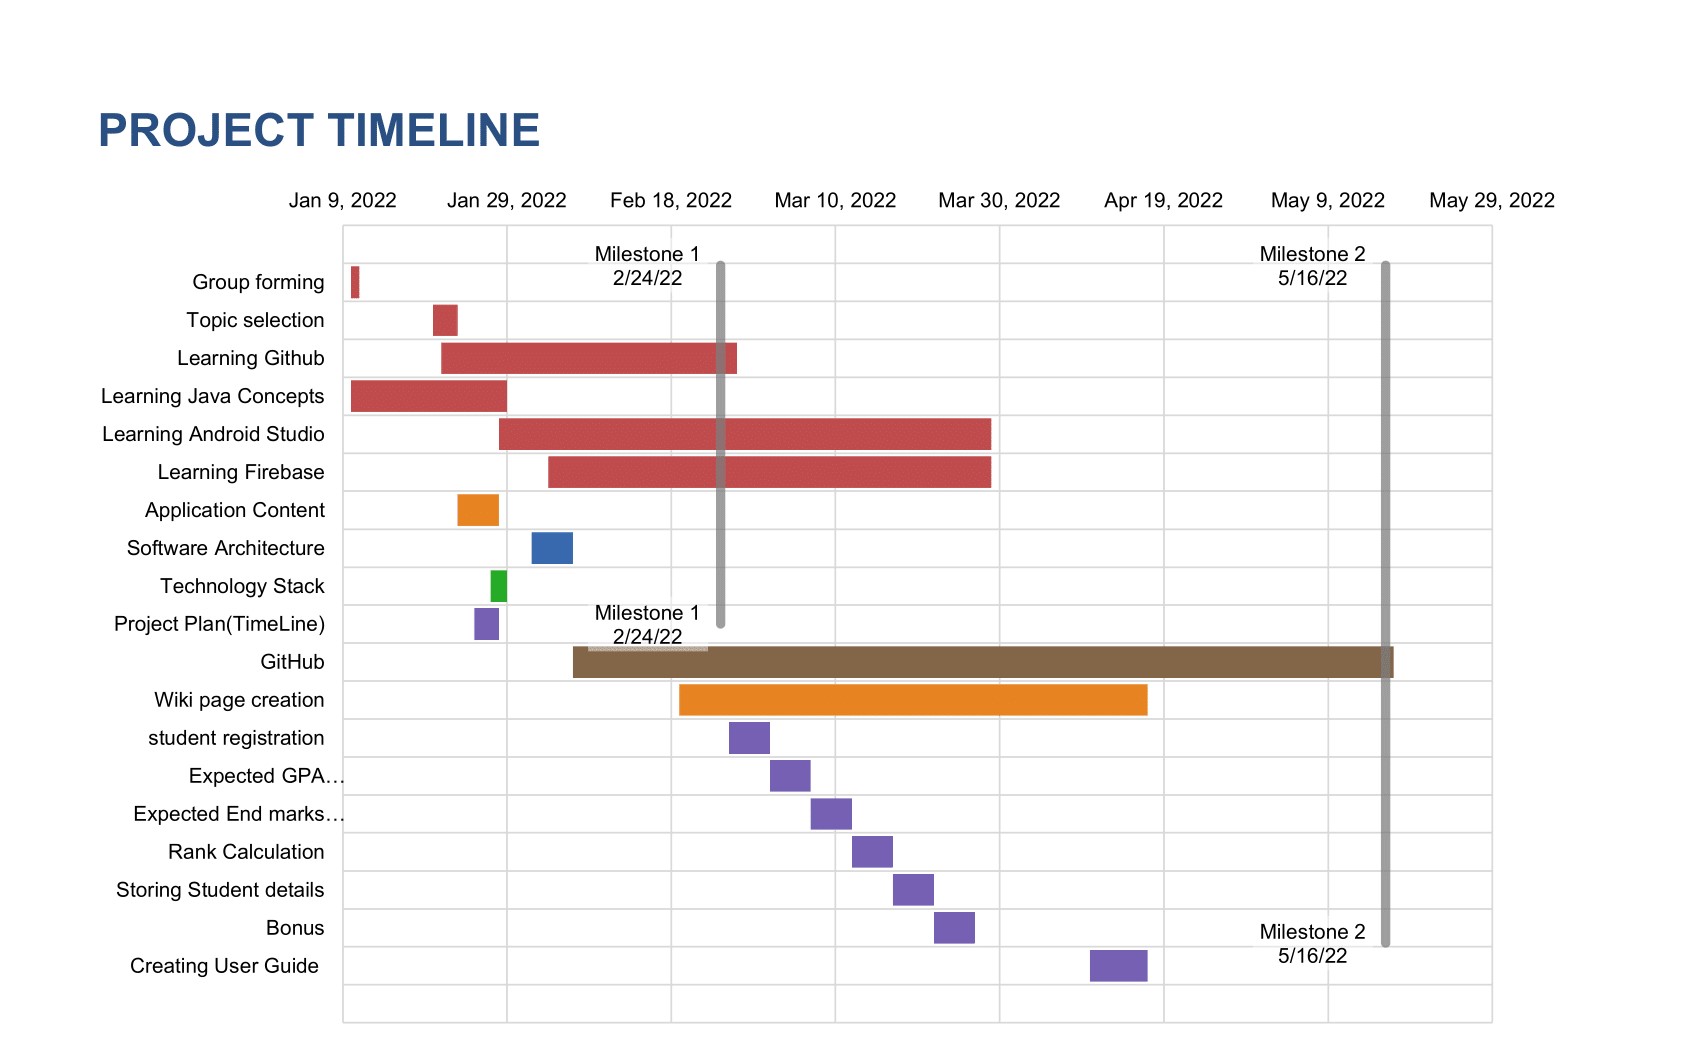 PROJECT TIMELINE
Jan 9, 2022 Jan 29, 2022 Feb 18, 2022 Mar 10, 2022 Mar 30, 2022 Apr 19, 2022 May 9, 2022 May 29, 2022
Milestone 1 Milestone 2
2/24/22 5/16/22
Group forming
Topic selection
Learning Github
Learning Java Concepts
Learning Android Studio
Learning Firebase
Application Content
Software Architecture
Technology Stack
Milestone 1
Project Plan(TimeLine)
2/24/22
GitHub
Wiki page creation
student registration
Expected GPA…
Expected End marks…
Rank Calculation
Storing Student details
Bonus
Milestone 2
5/16/22
Creating User Guide